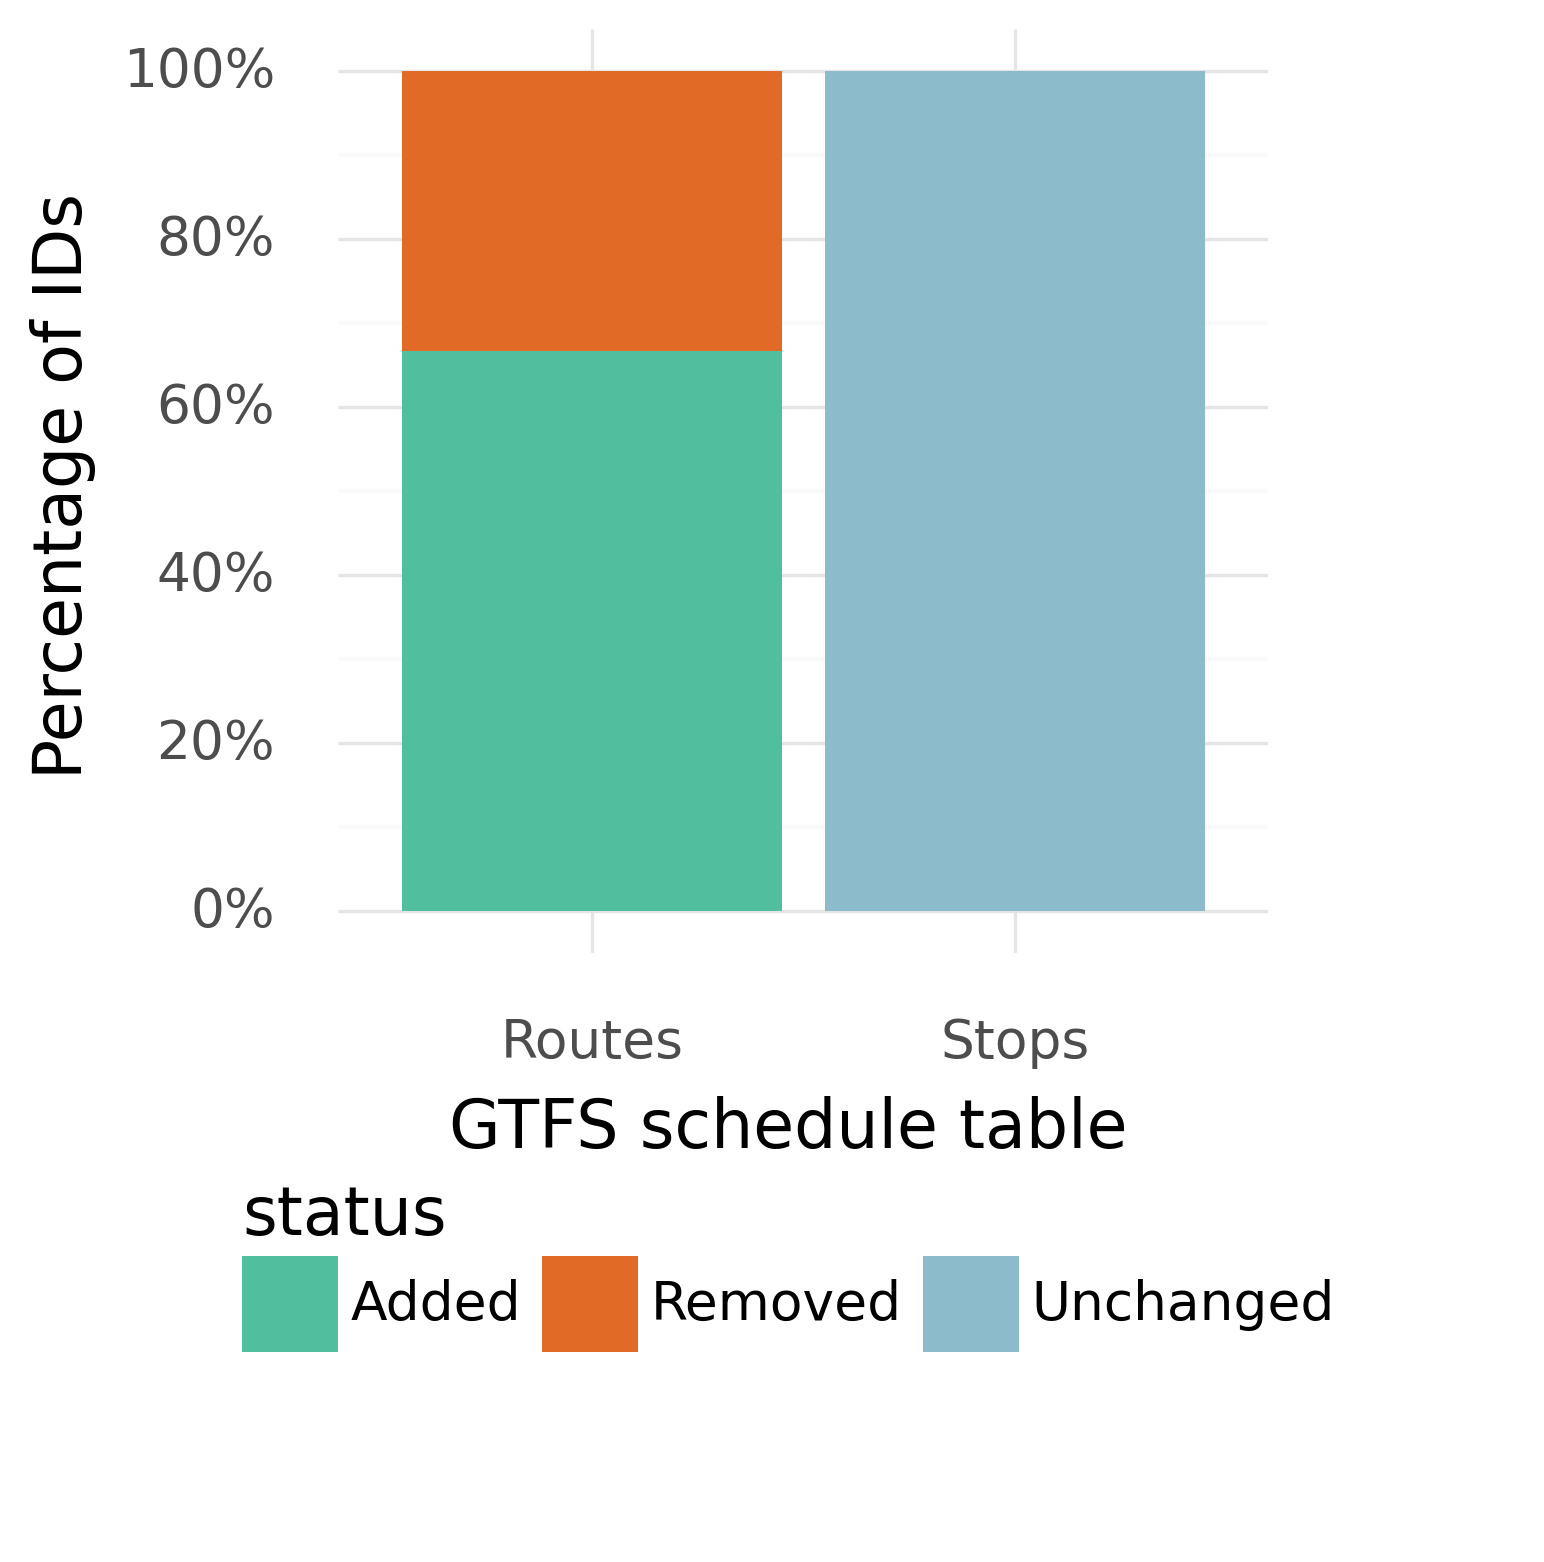 Percentage of IDs
100%
80%
60%
40%
20%
0%
Routes Stops
GTFS schedule table
status
Added Removed Unchanged